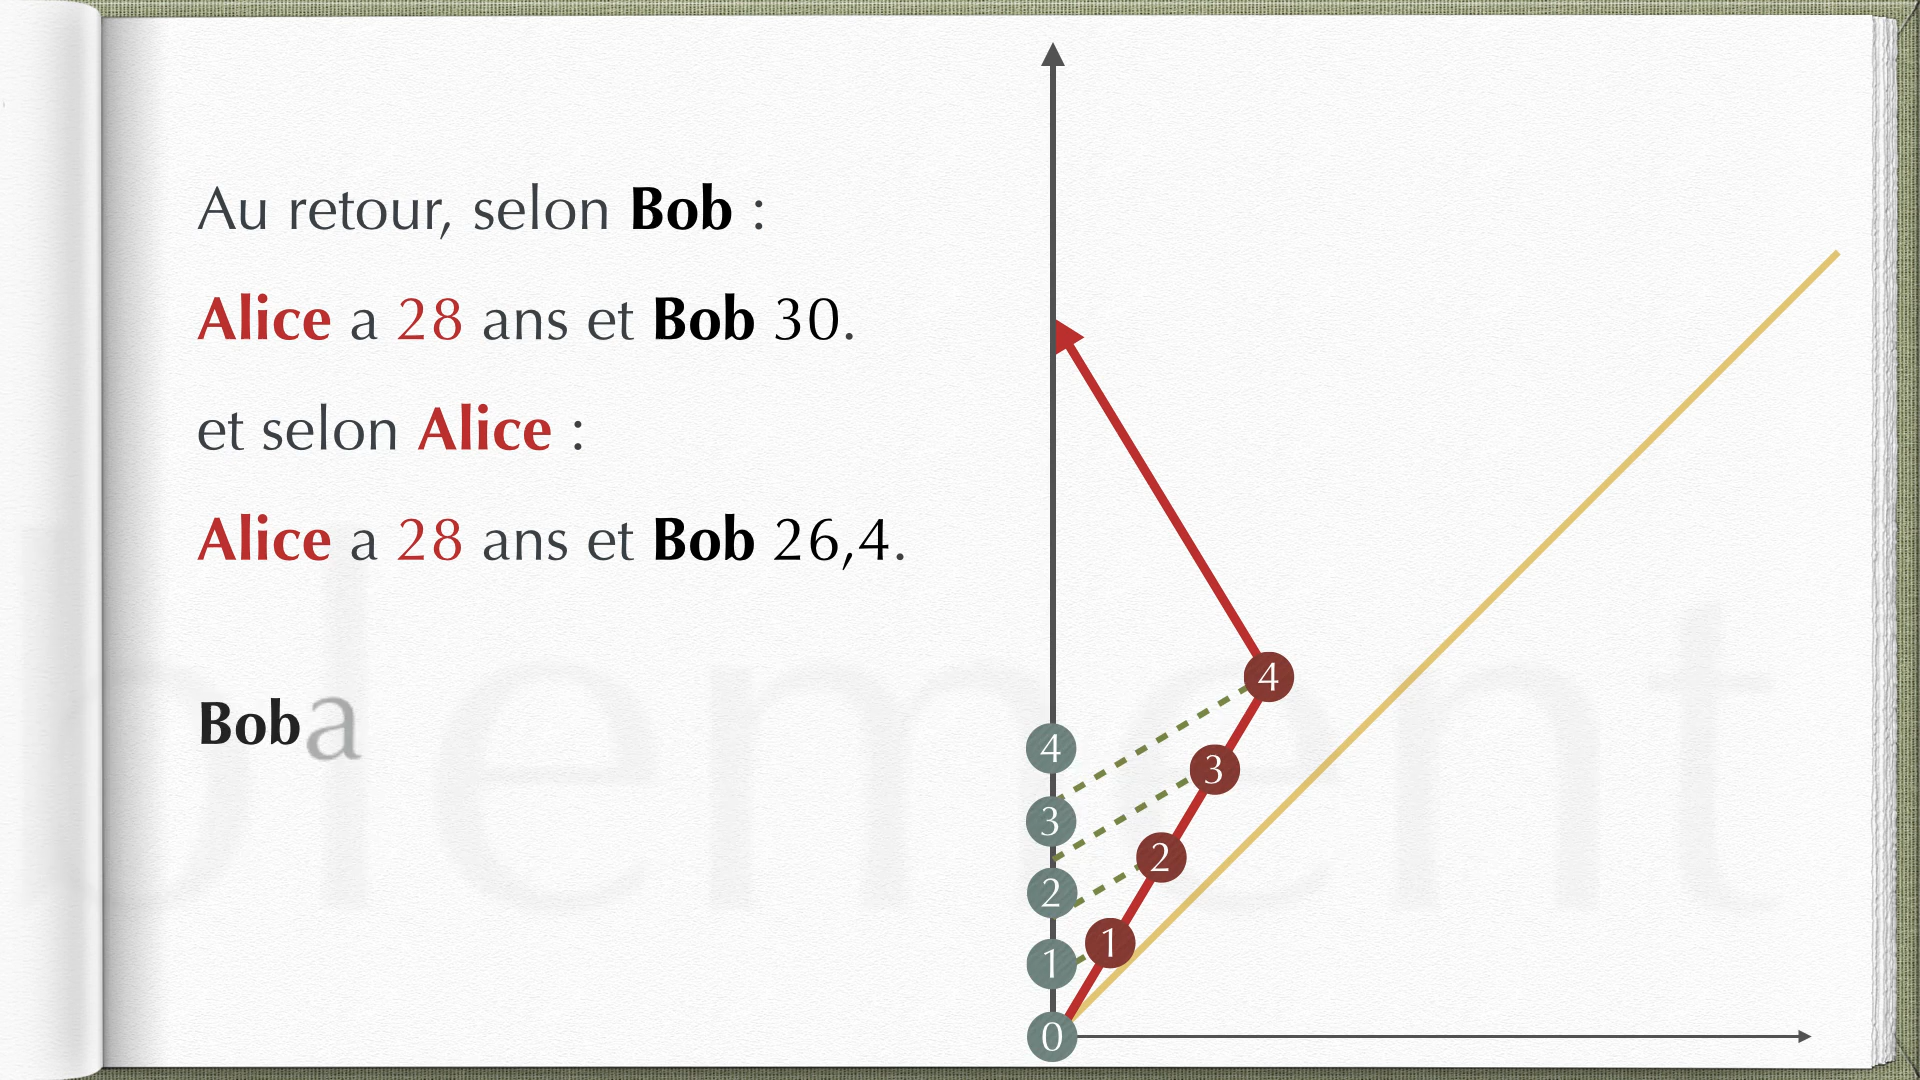 Au retour, selon Bob :
Alice a 28 ans et Bob 30.
et selon Alice :
Alice a 28 ans et Bob 26,4.
Bob a
4
4
3
3
2
2
1
1
0